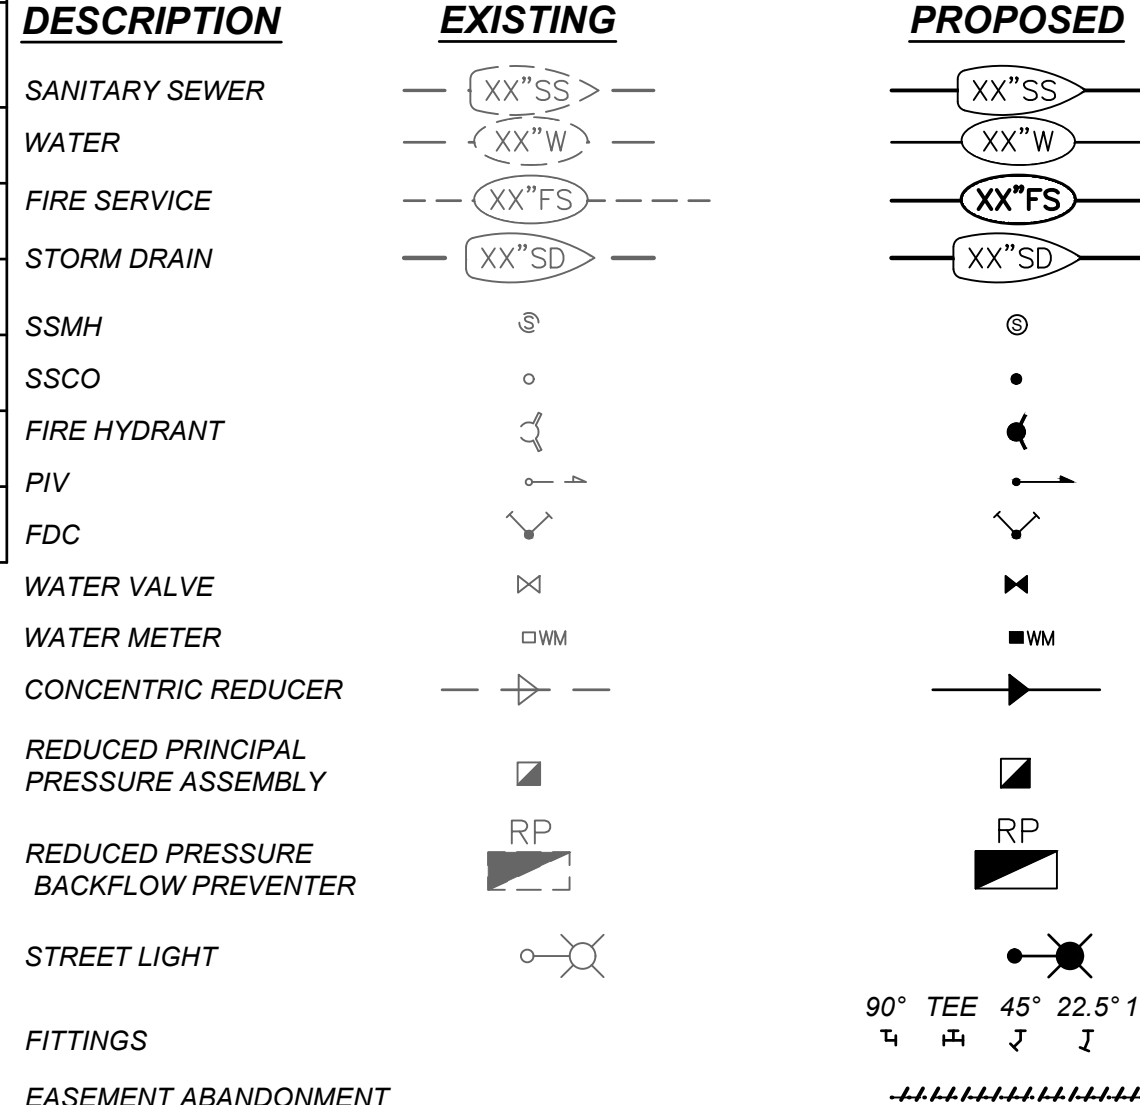 DESCRIPTION EXISTING PROPOSED
SANITARY SEWER XX"SS XX"SS
WATER XX"W XX"W
FIRE SERVICE XX"FS XX"FS
STORM DRAIN XX"SD XX"SD
SSMH S S
SSCO
FIRE HYDRANT
PIV
FDC
WATER VALVE
WATER METER WM WM
CONCENTRIC REDUCER
REDUCED PRINCIPAL
PRESSURE ASSEMBLY
RP RP
REDUCED PRESSURE
BACKFLOW PREVENTER
STREET LIGHT
90° TEE 45° 22.5° 1
FITTINGS
EASEMENT ABANDONMENT